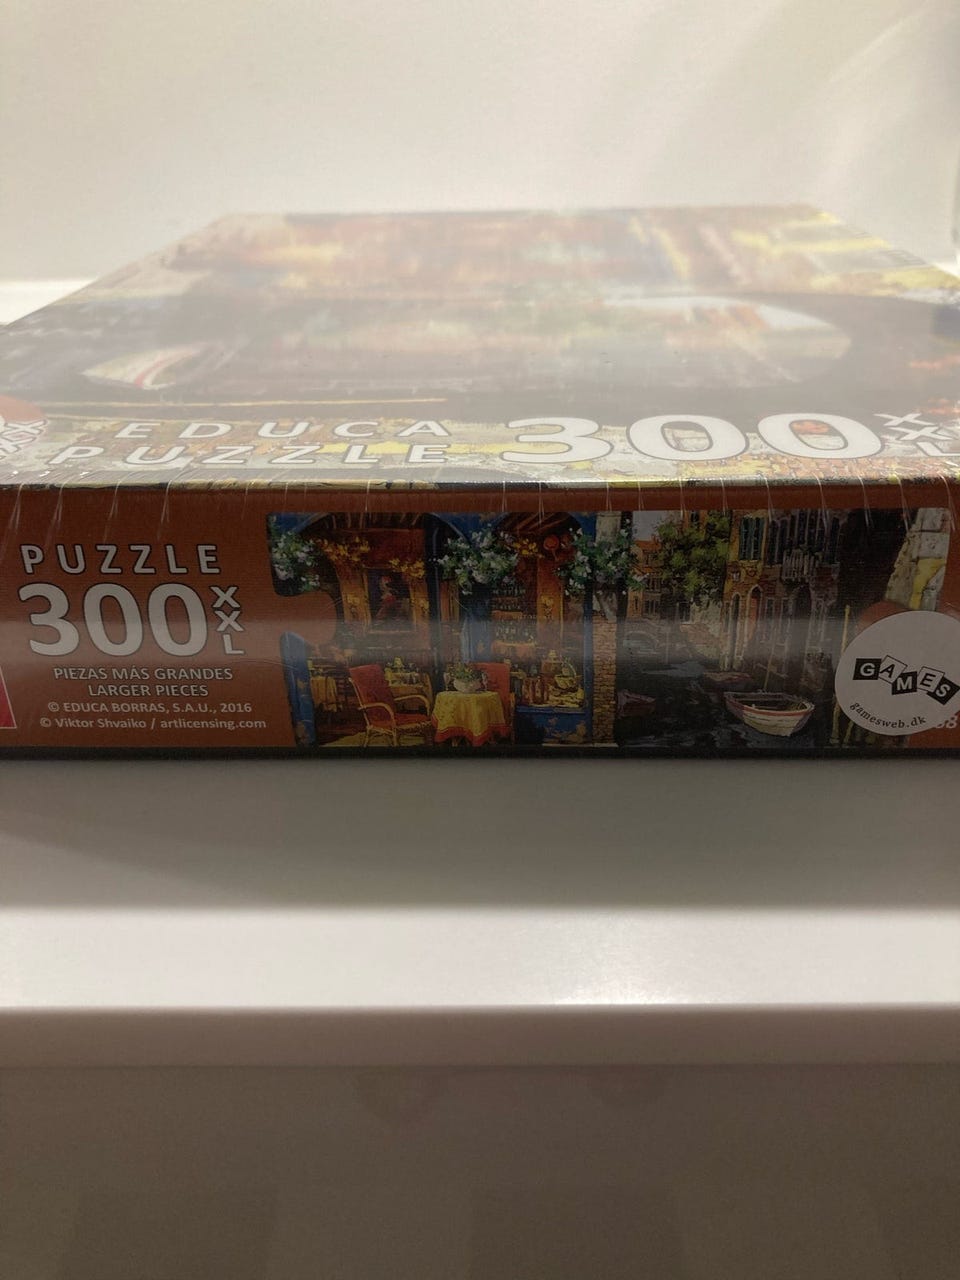 EDUCA
PUZZLE 300 XXL
PUZZLE
300 XXL
PIEZAS MÁS GRANDES
LARGER PIECES
© EDUCA BORRAS, S.A.U., 2016
© Viktor Shvaiko / artlicensing.com
GAMES
gamesweb.dk